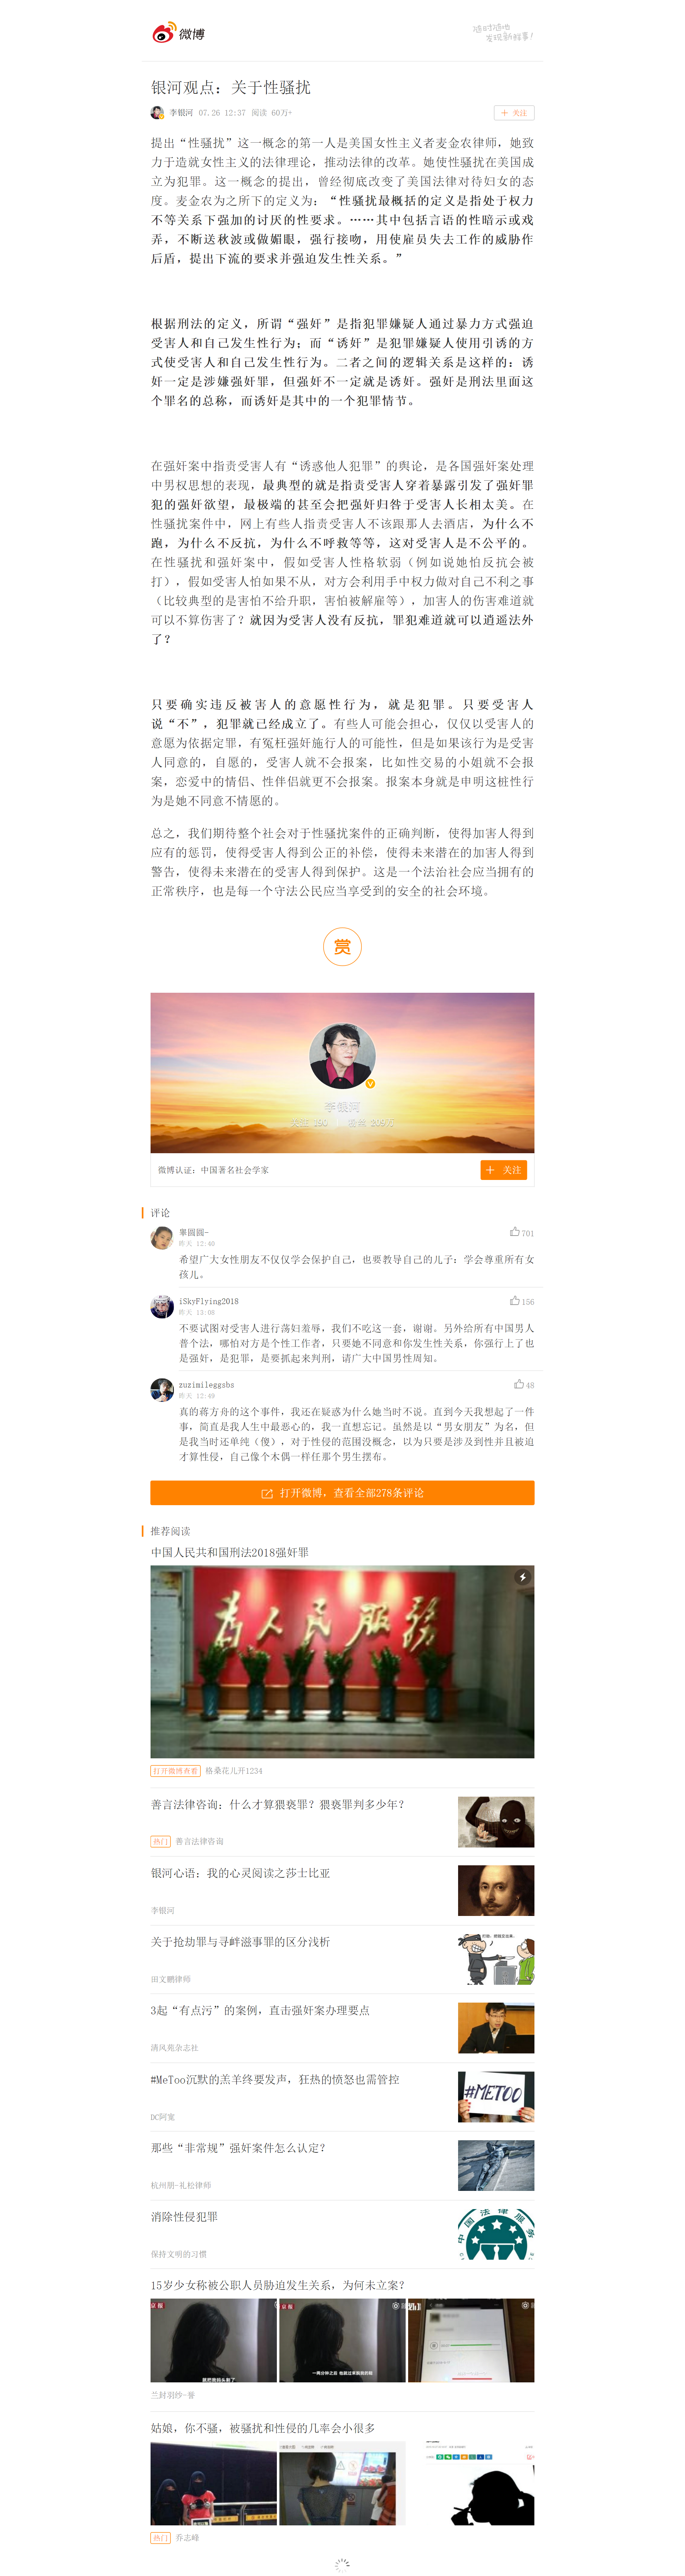 微博
随时随地
发现新鲜事!
银河观点：关于性骚扰
李银河 07.26 12:37 阅读 60万+
关注
提出“性骚扰”这一概念的第一人是美国女性主义者麦金农律师，她致
力于造就女性主义的法律理论，推动法律的改革。她使性骚扰在美国成
立为犯罪。这一概念的提出，曾经彻底改变了美国法律对待妇女的态
度。麦金农为之所下的定义为：“性骚扰最概括的定义是指处于权力
不等关系下强加的讨厌的性要求。……其中包括言语的性暗示或戏
弄，不断送秋波或做媚眼，强行接吻，用使雇员失去工作的威胁作
后盾，提出下流的要求并强迫发生性关系。”
根据刑法的定义，所谓“强奸”是指犯罪嫌疑人通过暴力方式强迫
受害人和自己发生性行为；而“诱奸”是犯罪嫌疑人使用引诱的方
式使受害人和自己发生性行为。二者之间的逻辑关系是这样的：诱
奸一定是涉嫌强奸罪，但强奸不一定就是诱奸。强奸是刑法里面这
个罪名的总称，而诱奸是其中的一个犯罪情节。
在强奸案中指责受害人有“诱惑他人犯罪”的舆论，是各国强奸案处理
中男权思想的表现，最典型的就是指责受害人穿着暴露引发了强奸罪
犯的强奸欲望，最极端的甚至会把强奸归咎于受害人长相太美。在
性骚扰案件中，网上有些人指责受害人不该跟那人去酒店，为什么不
跑，为什么不反抗，为什么不呼救等等，这对受害人是不公平的。
在性骚扰和强奸案中，假如受害人性格软弱（例如说她怕反抗会被
打），假如受害人怕如果不从，对方会利用手中权力做对自己不利之事
（比较典型的是害怕不给升职，害怕被解雇等），加害人的伤害难道就
可以不算伤害了？就因为受害人没有反抗，罪犯难道就可以逍遥法外
了？
只要确实违反被害人的意愿性行为，就是犯罪。只要受害人
说“不”，犯罪就已经成立了。有些人可能会担心，仅仅以受害人的
意愿为依据定罪，有冤枉强奸施行人的可能性，但是如果该行为是受害
人同意的，自愿的，受害人就不会报案，比如性交易的小姐就不会报
案，恋爱中的情侣、性伴侣就更不会报案。报案本身就是申明这桩性行
为是她不同意不情愿的。
总之，我们期待整个社会对于性骚扰案件的正确判断，使得加害人得到
应有的惩罚，使得受害人得到公正的补偿，使得未来潜在的加害人得到
警告，使得未来潜在的受害人得到保护。这是一个法治社会应当拥有的
正常秩序，也是每一个守法公民应当享受到的安全的社会环境。
赏
李银河
微博认证：中国著名社会学家
关注
评论
睾圆圆-
701
昨天 12:40
希望广大女性朋友不仅仅学会保护自己，也要教导自己的儿子：学会尊重所有女
孩儿。
iSkyFlying2018
156
昨天 13:08
不要试图对受害人进行荡妇羞辱，我们不吃这一套，谢谢。另外给所有中国男人
普个法，哪怕对方是个性工作者，只要她不同意和你发生性关系，你强行上了也
是强奸，是犯罪，是要抓起来判刑，请广大中国男性周知。
zuzimileggsbs
48
昨天 12:49
真的蒋方舟的这个事件，我还在疑惑为什么她当时不说。直到今天我想起了一件
事，简直是我人生中最恶心的，我一直想忘记。虽然是以“男女朋友”为名，但
是我当时还单纯（傻），对于性侵的范围没概念，以为只要是涉及到性并且被迫
才算性侵，自己像个木偶一样任那个男生摆布。
打开微博，查看全部278条评论
推荐阅读
中国人民共和国刑法2018强奸罪
为人民服务
打开微博查看 格桑花儿开1234
善言法律咨询：什么才算猥亵罪？猥亵罪判多少年？
热门 善言法律咨询
银河心语：我的心灵阅读之莎士比亚
李银河
关于抢劫罪与寻衅滋事罪的区分浅析
田文鹏律师
3起“有点污”的案例，直击强奸案办理要点
清风苑杂志社
#MeToo沉默的羔羊终要发声，狂热的愤怒也需管控
#METOO
DC阿宽
那些“非常规”强奸案件怎么认定？
杭州朋-礼松律师
消除性侵犯罪
中国法律服务
保持文明的习惯
15岁少女称被公职人员胁迫发生关系，为何未立案？
兰封羽纱一誉
姑娘，你不骚，被骚扰和性侵的几率会小很多
热门 乔志峰